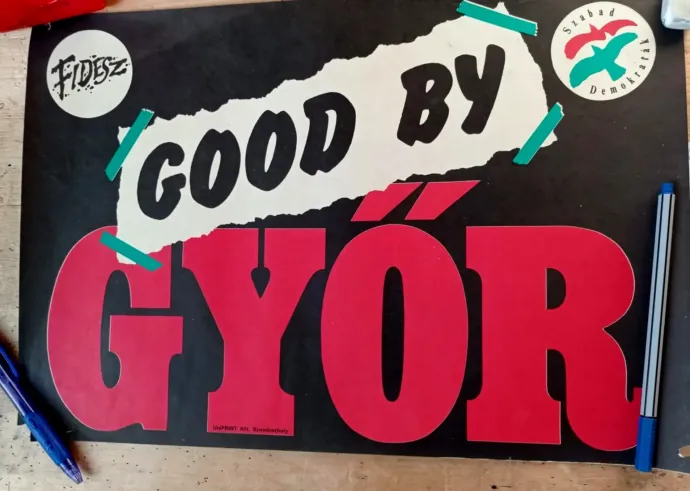 FIDESZ
Szabad
Demokraták
GOOD BY
GYŐR